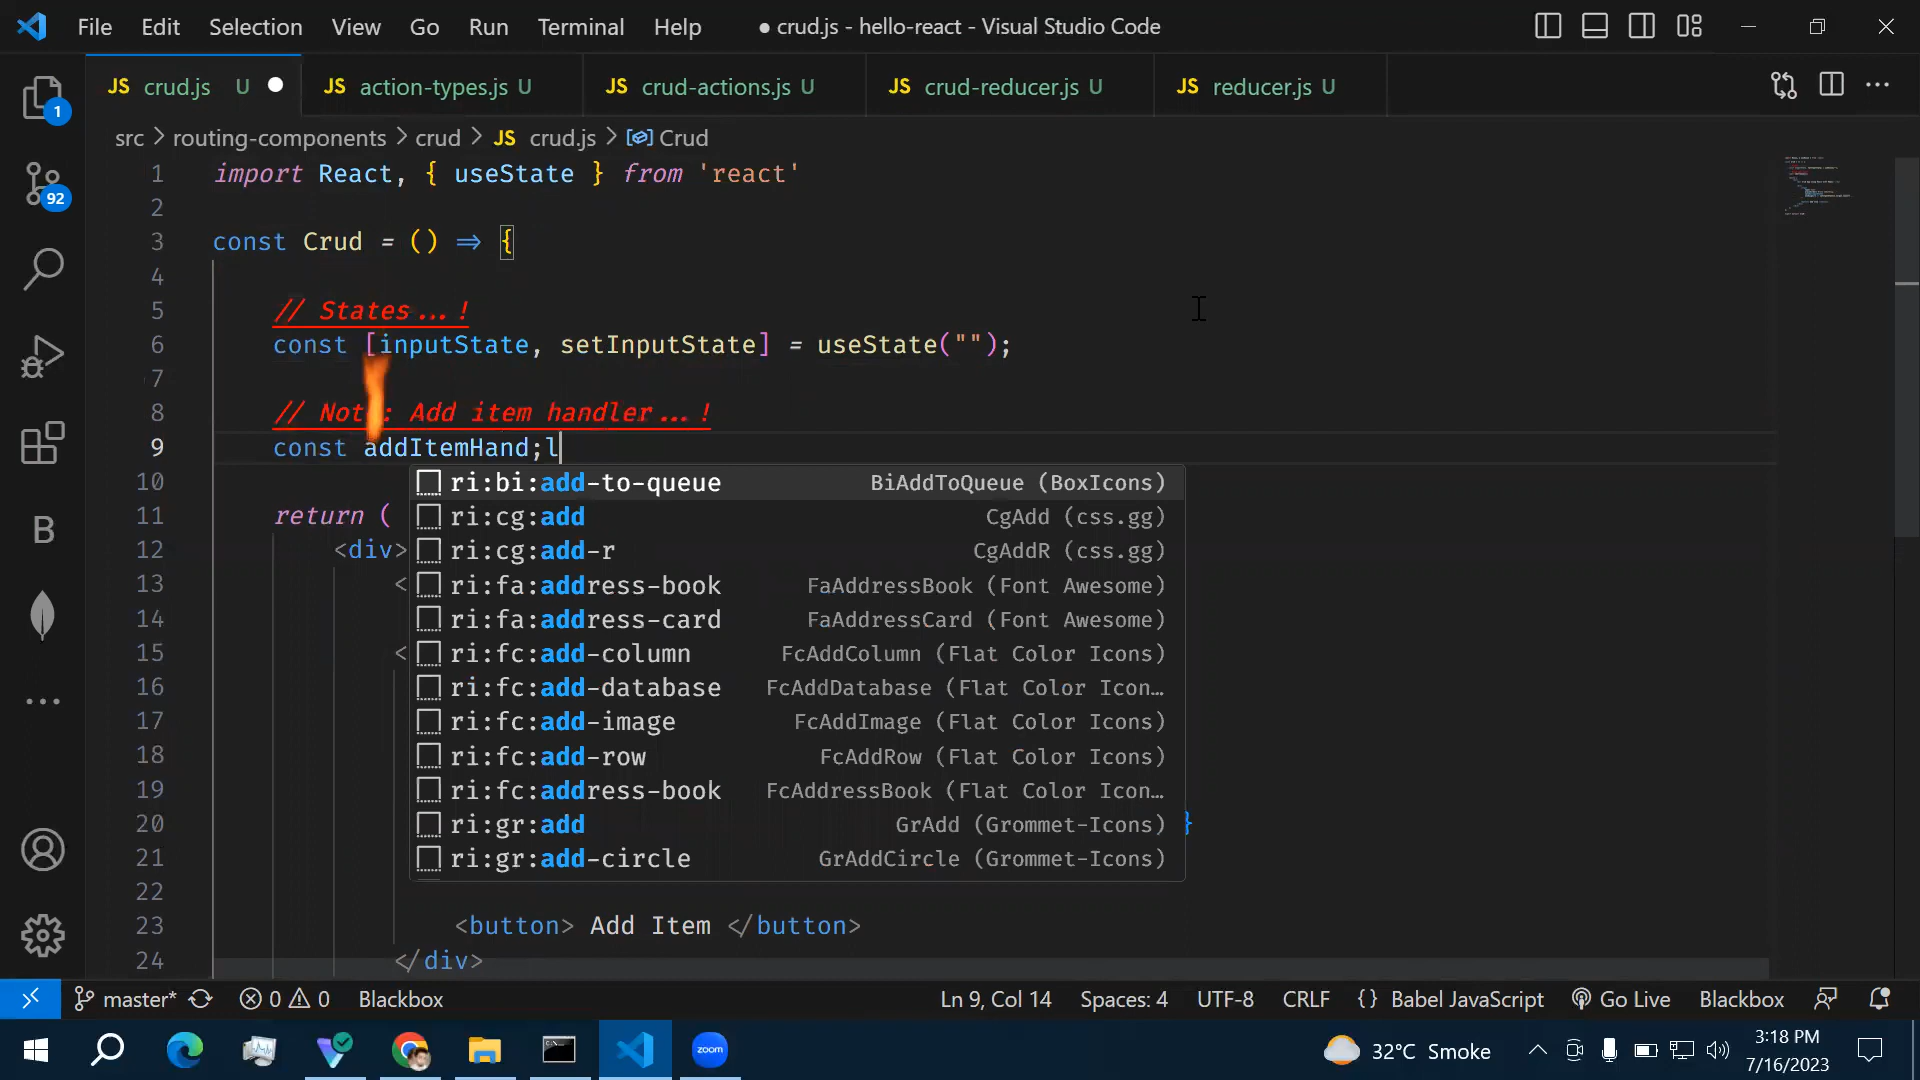 File Edit Selection View Go Run Terminal Help ● crud.js - hello-react - Visual Studio Code
JS crud.js U JS action-types.js U JS crud-actions.js U JS crud-reducer.js U JS reducer.js U
src > routing-components > crud > JS crud.js > Crud
1 import React, { useState } from 'react'
2
3 const Crud = () => {
4
5 // States...!
6 const [inputState, setInputState] = useState("");
7
8 // Note: Add item handler...!
9 const addItemHand;l
10
11 return (
12 <div>
13 <
14
15 <
16
17
18
19
20 }
21
22
23 <button> Add Item </button>
24 </div>
ri:bi:add-to-queue BiAddToQueue (BoxIcons)
ri:cg:add CgAdd (css.gg)
ri:cg:add-r CgAddR (css.gg)
ri:fa:address-book FaAddressBook (Font Awesome)
ri:fa:address-card FaAddressCard (Font Awesome)
ri:fc:add-column FcAddColumn (Flat Color Icons)
ri:fc:add-database FcAddDatabase (Flat Color Icon…
ri:fc:add-image FcAddImage (Flat Color Icons)
ri:fc:add-row FcAddRow (Flat Color Icons)
ri:fc:address-book FcAddressBook (Flat Color Icon…
ri:gr:add GrAdd (Grommet-Icons)
ri:gr:add-circle GrAddCircle (Grommet-Icons)
1
92
B
master* 0 0 Blackbox Ln 9, Col 14 Spaces: 4 UTF-8 CRLF {} Babel JavaScript Go Live Blackbox
zoom 32°C Smoke 3:18 PM
7/16/2023